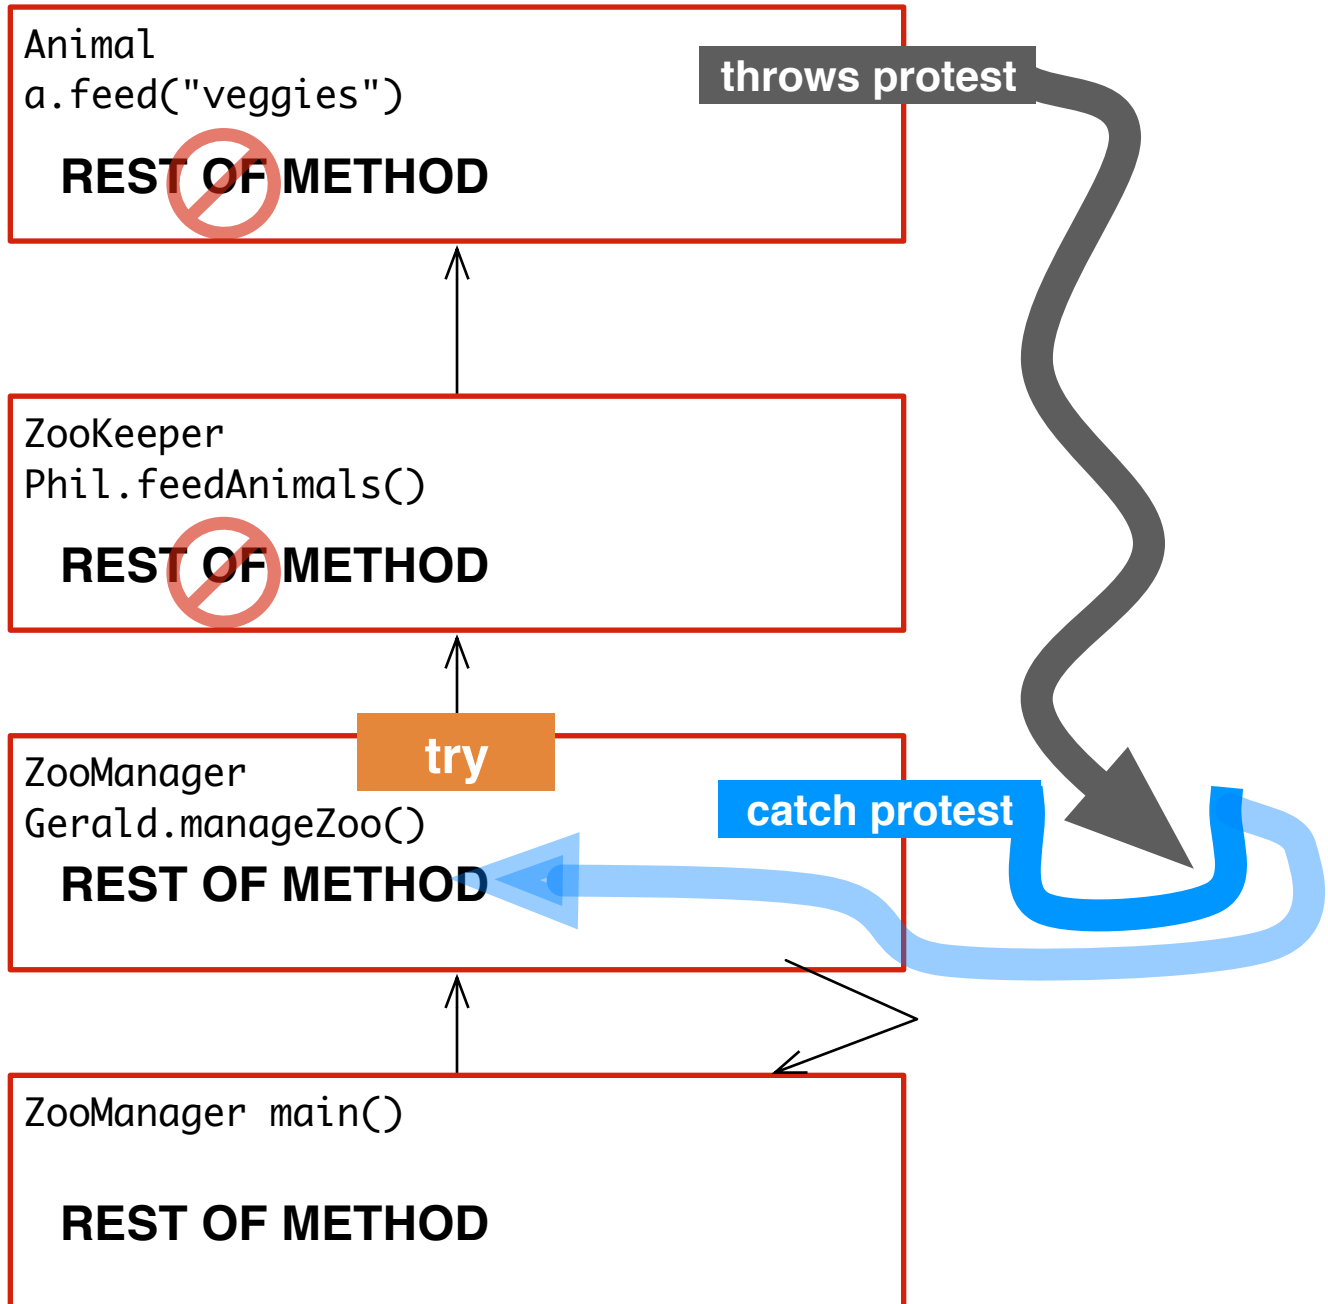 Animal
a.feed("veggies")
throws protest
REST OF METHOD
ZooKeeper
Phil.feedAnimals()
REST OF METHOD
try
ZooManager
Gerald.manageZoo()
catch protest
REST OF METHOD
ZooManager main()
REST OF METHOD